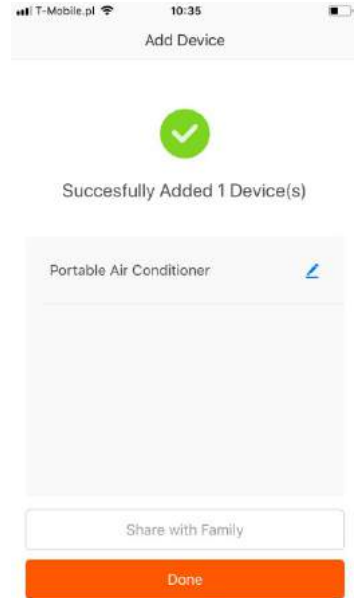 T-Mobile.pl 10:35
Add Device
Succesfully Added 1 Device(s)
Portable Air Conditioner
Share with Family
Done